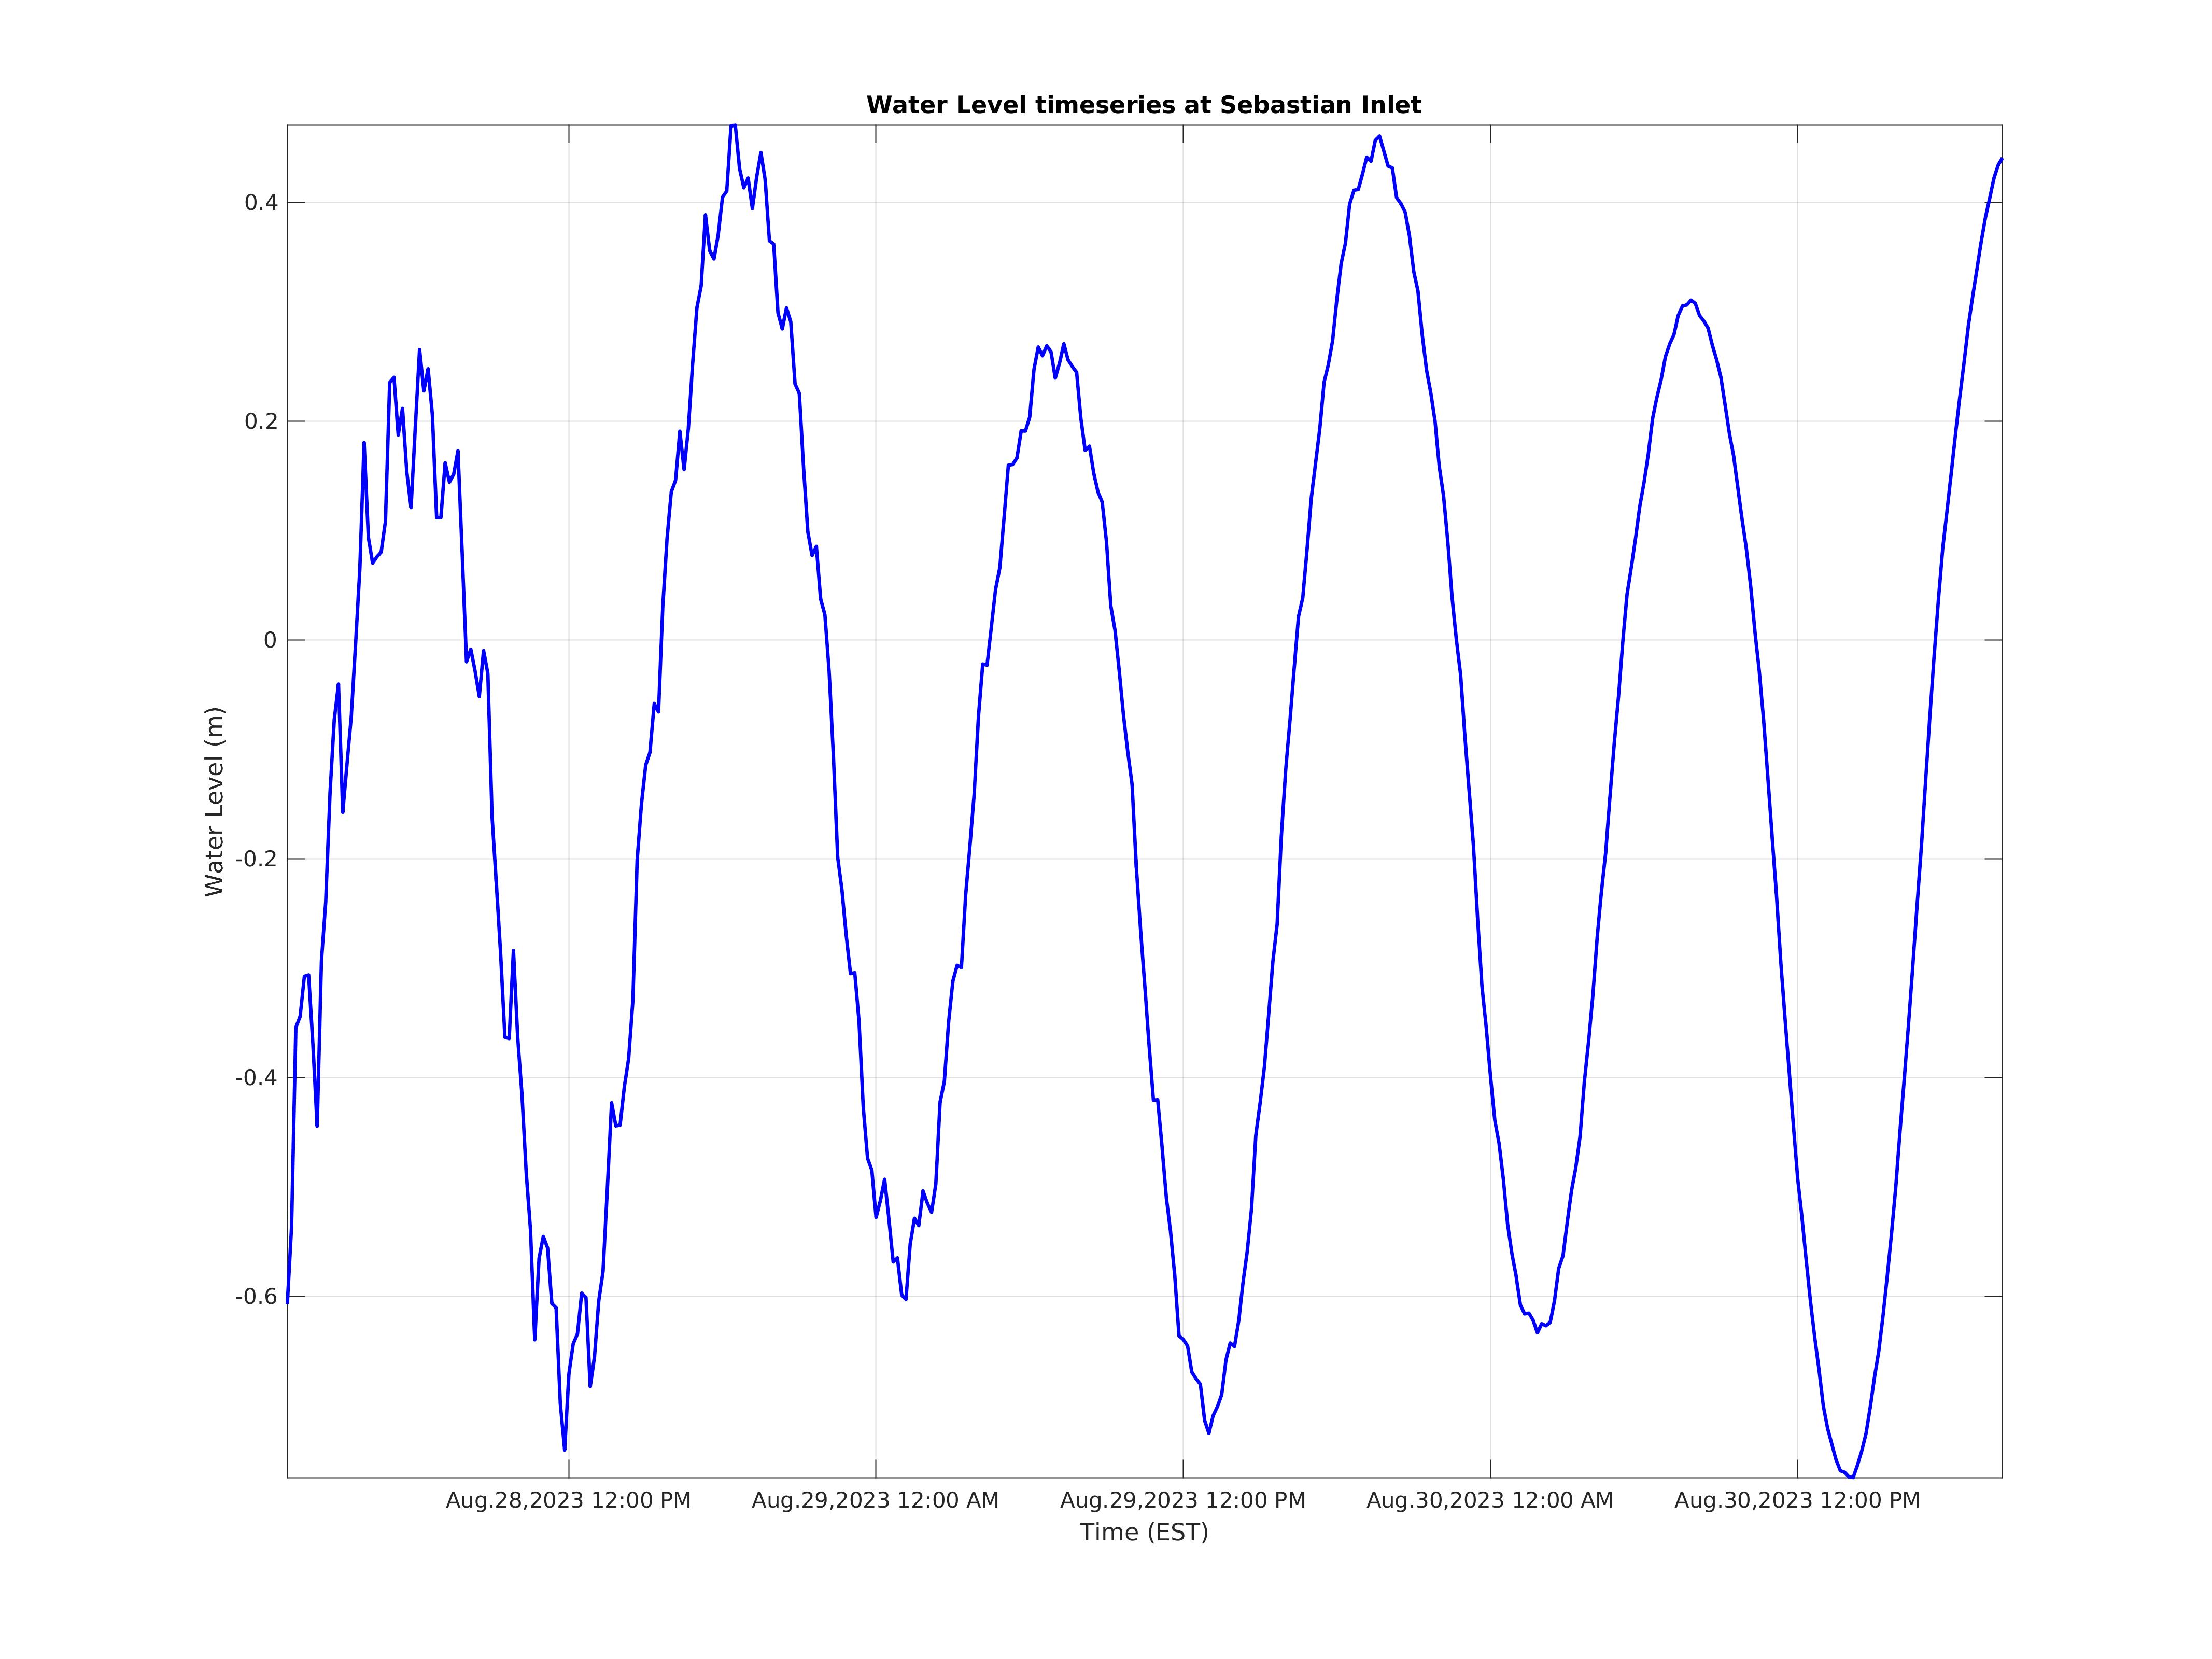 Water Level timeseries at Sebastian Inlet
0.4
0.2
0
-0.2
-0.4
-0.6
Water Level (m)
Aug.28,2023 12:00 PM
Aug.29,2023 12:00 AM
Aug.29,2023 12:00 PM
Aug.30,2023 12:00 AM
Aug.30,2023 12:00 PM
Time (EST)